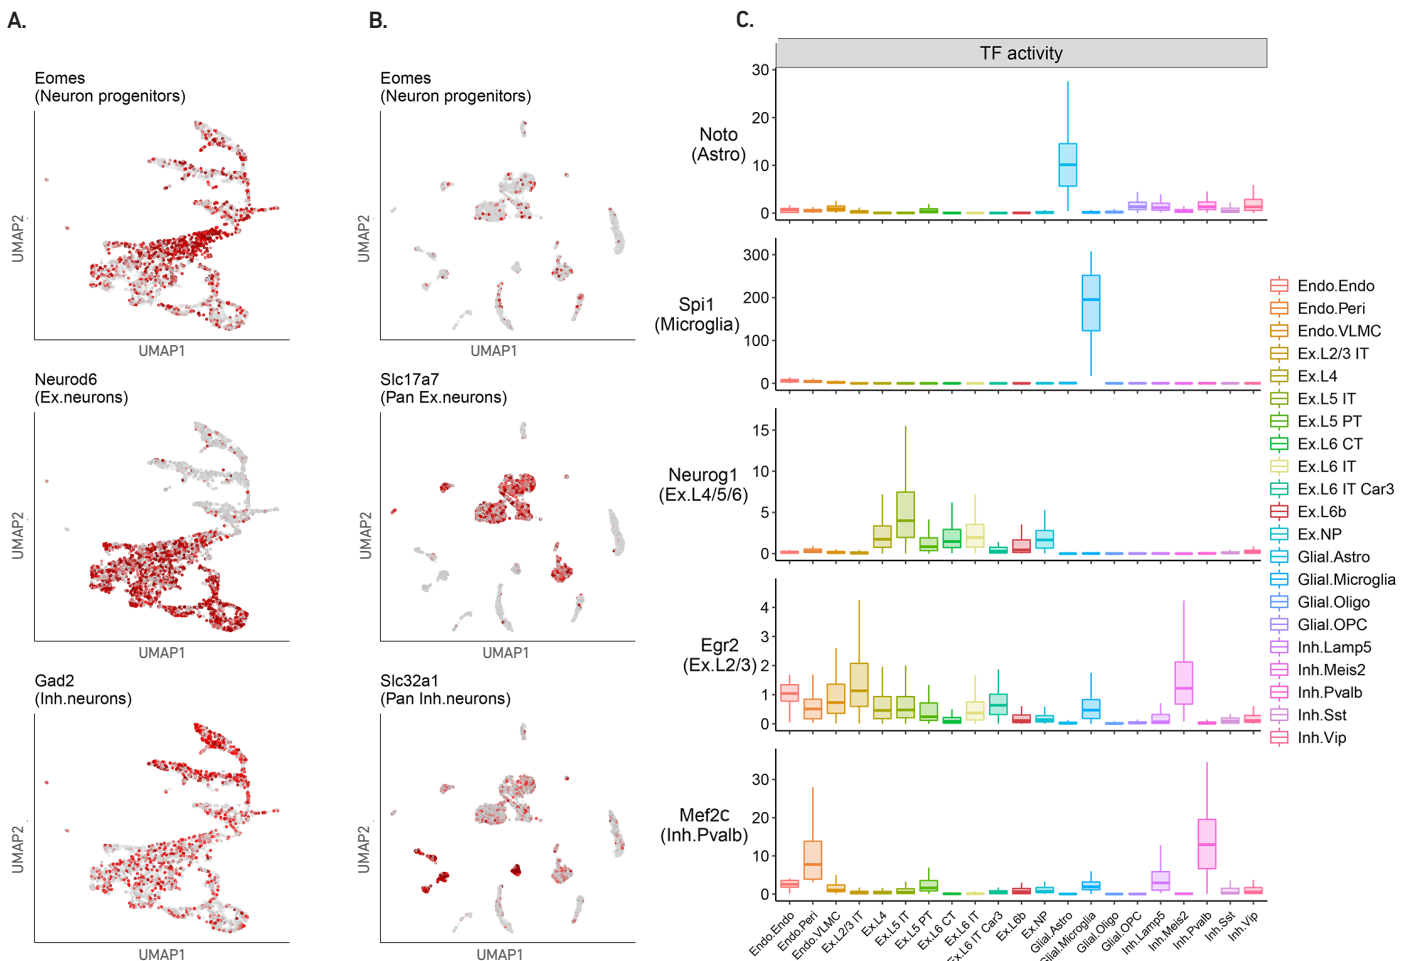 A.
Eomes
(Neuron progenitors)
UMAP2
UMAP1
Neurod6
(Ex.neurons)
UMAP2
UMAP1
Gad2
(Inh.neurons)
UMAP2
UMAP1
B.
Eomes
(Neuron progenitors)
UMAP2
UMAP1
Slc17a7
(Pan Ex.neurons)
UMAP2
UMAP1
Slc32a1
(Pan Inh.neurons)
UMAP2
UMAP1
C.
TF activity
Noto
(Astro)
30
20
10
0
Spi1
(Microglia)
300
200
100
0
Neurog1
(Ex.L4/5/6)
15
10
5
0
Egr2
(Ex.L2/3)
4
3
2
1
0
Mef2c
(Inh.Pvalb)
30
20
10
0
Endo.Endo
Endo.Peri
Endo.VLMC
Ex.L2/3 IT
Ex.L4
Ex.L5 IT
Ex.L5 PT
Ex.L6 CT
Ex.L6 IT
Ex.L6 IT Car3
Ex.L6b
Ex.NP
Glial.Astro
Glial.Microglia
Glial.Oligo
Glial.OPC
Inh.Lamp5
Inh.Meis2
Inh.Pvalb
Inh.Sst
Inh.Vip
Endo.Endo
Endo.Peri
Endo.VLMC
Ex.L2/3 IT
Ex.L4
Ex.L5 IT
Ex.L5 PT
Ex.L6 CT
Ex.L6 IT
Ex.L6 IT Car3
Ex.L6b
Ex.NP
Glial.Astro
Glial.Microglia
Glial.Oligo
Glial.OPC
Inh.Lamp5
Inh.Meis2
Inh.Pvalb
Inh.Sst
Inh.Vip